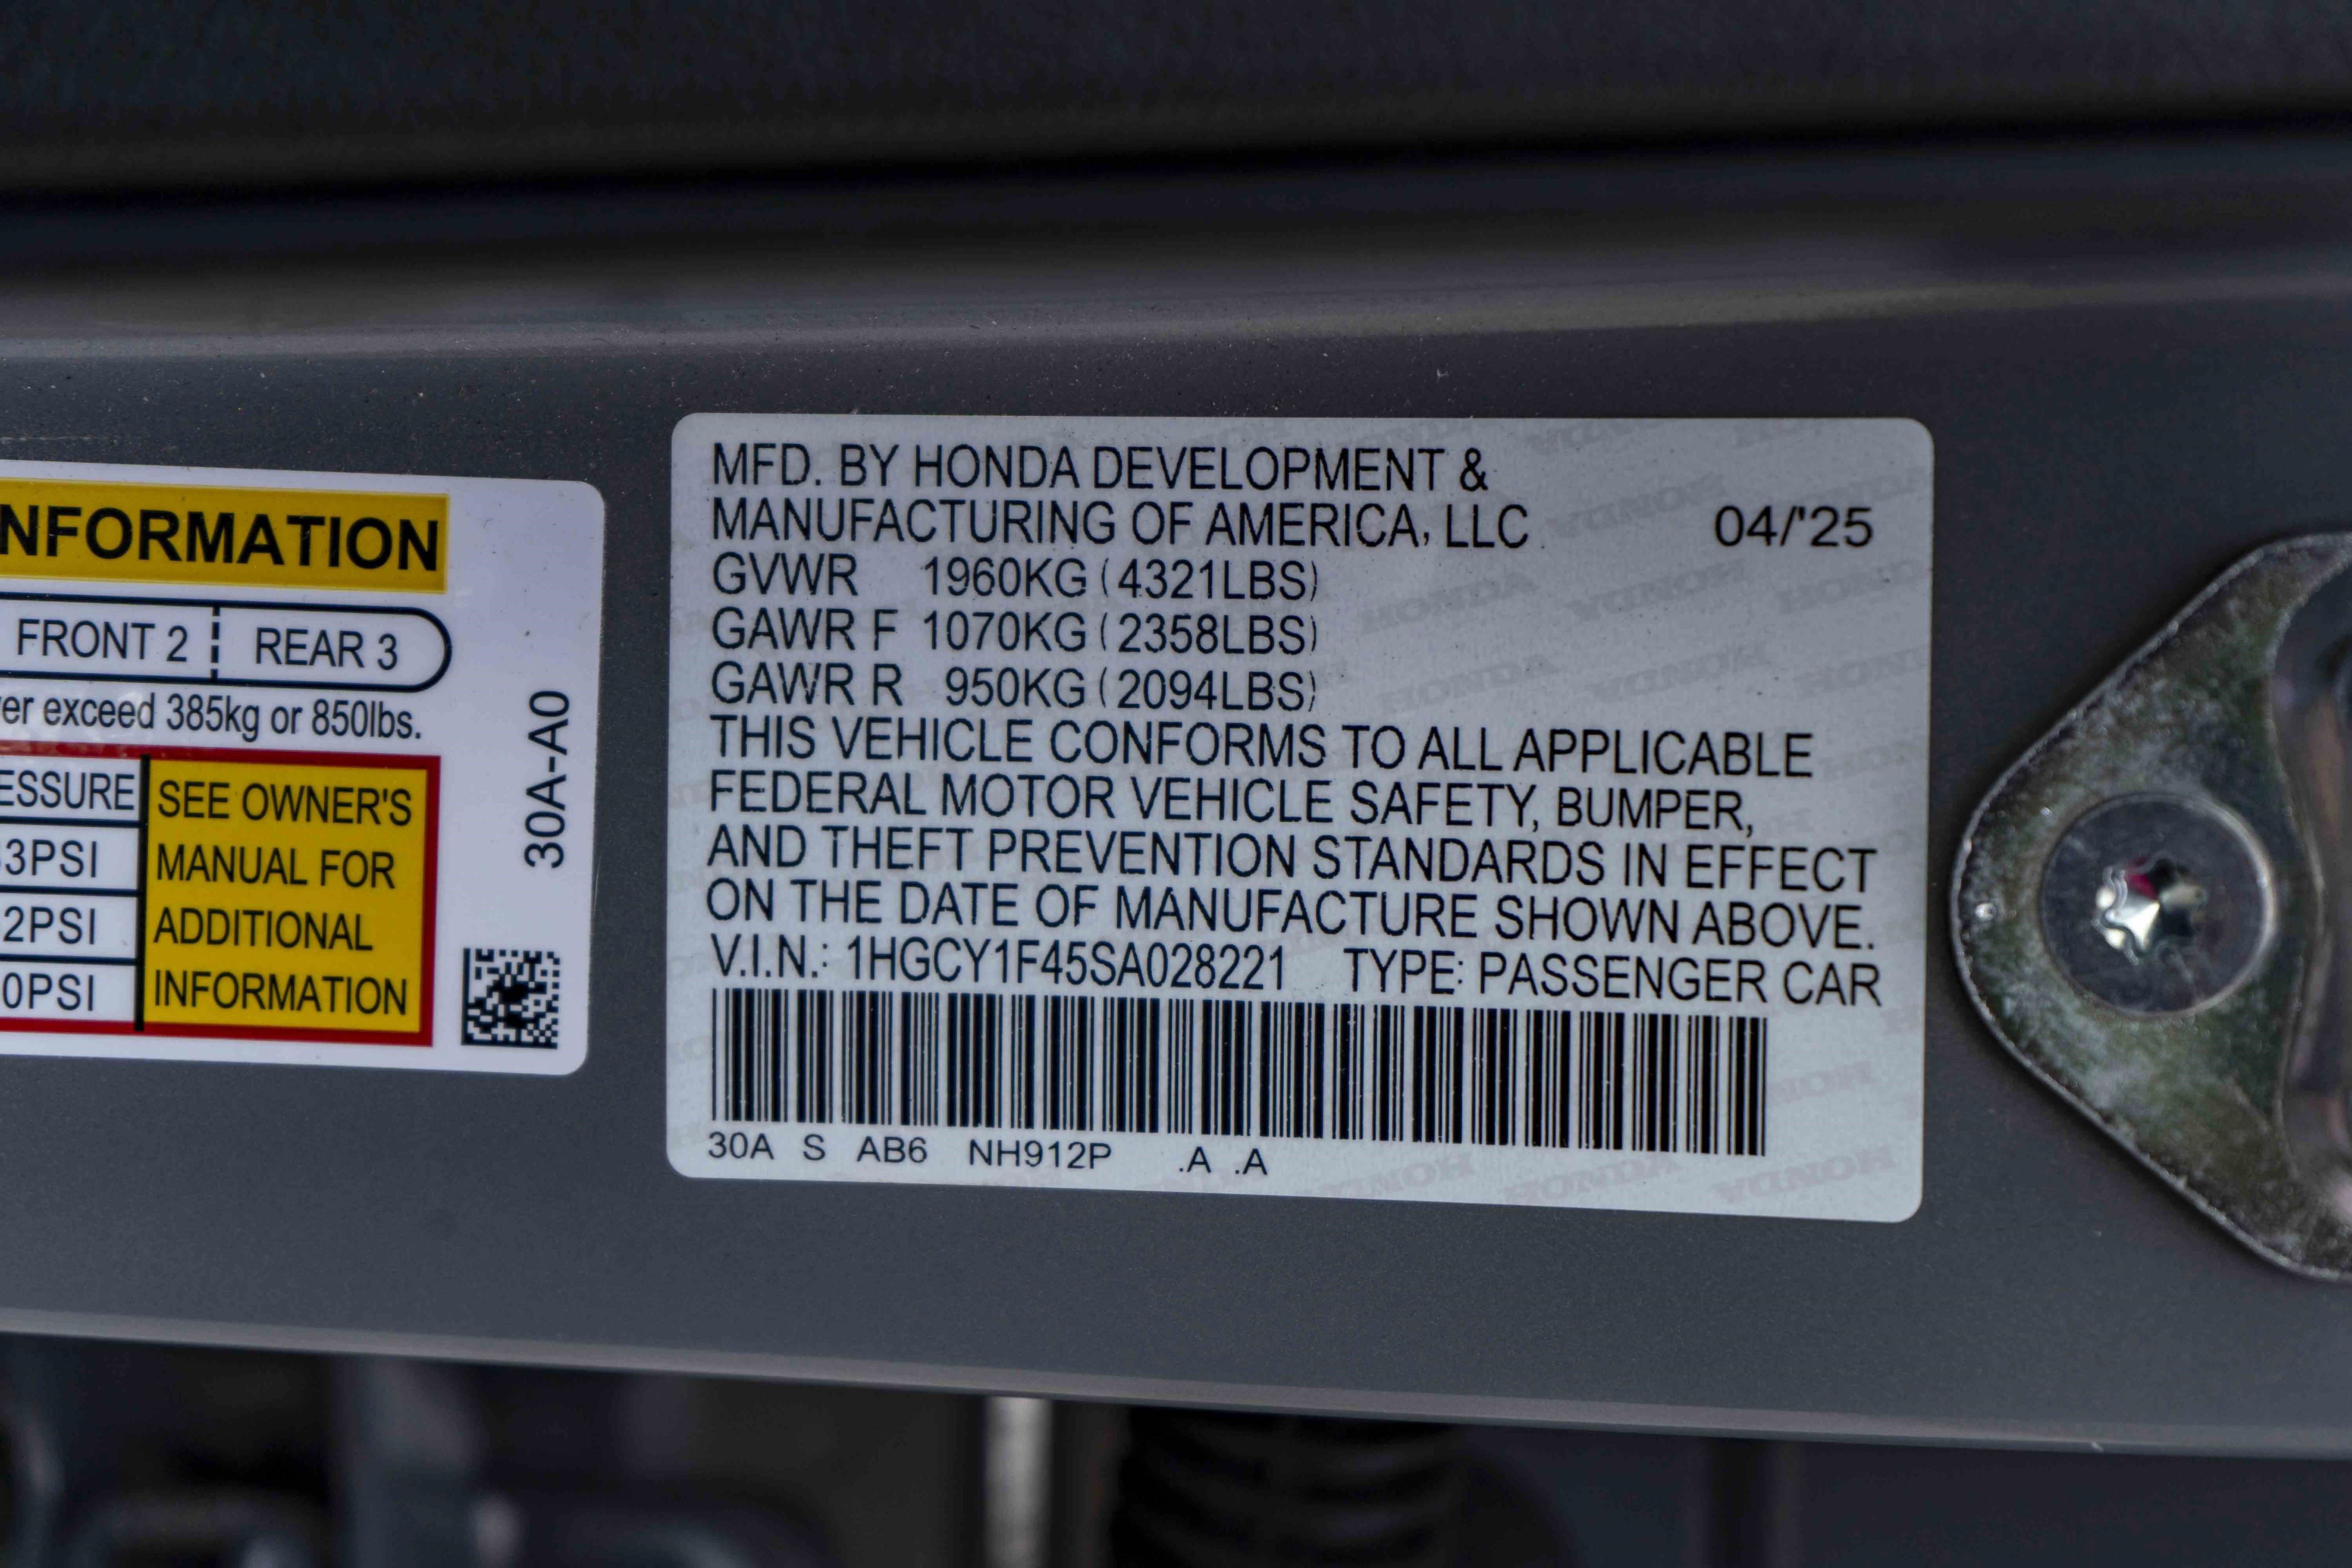 NFORMATION
FRONT 2 REAR 3
er exceed 385kg or 850lbs.
ESSURE
3PSI
2PSI
0PSI
SEE OWNER'S
MANUAL FOR
ADDITIONAL
INFORMATION
30A-A0
MFD. BY HONDA DEVELOPMENT &
MANUFACTURING OF AMERICA, LLC 04/'25
GVWR 1960KG (4321LBS)
GAWR F 1070KG (2358LBS)
GAWR R 950KG (2094LBS)
THIS VEHICLE CONFORMS TO ALL APPLICABLE
FEDERAL MOTOR VEHICLE SAFETY, BUMPER,
AND THEFT PREVENTION STANDARDS IN EFFECT
ON THE DATE OF MANUFACTURE SHOWN ABOVE.
V.I.N.: 1HGCY1F45SA028221 TYPE: PASSENGER CAR
30A S AB6 NH912P .A .A